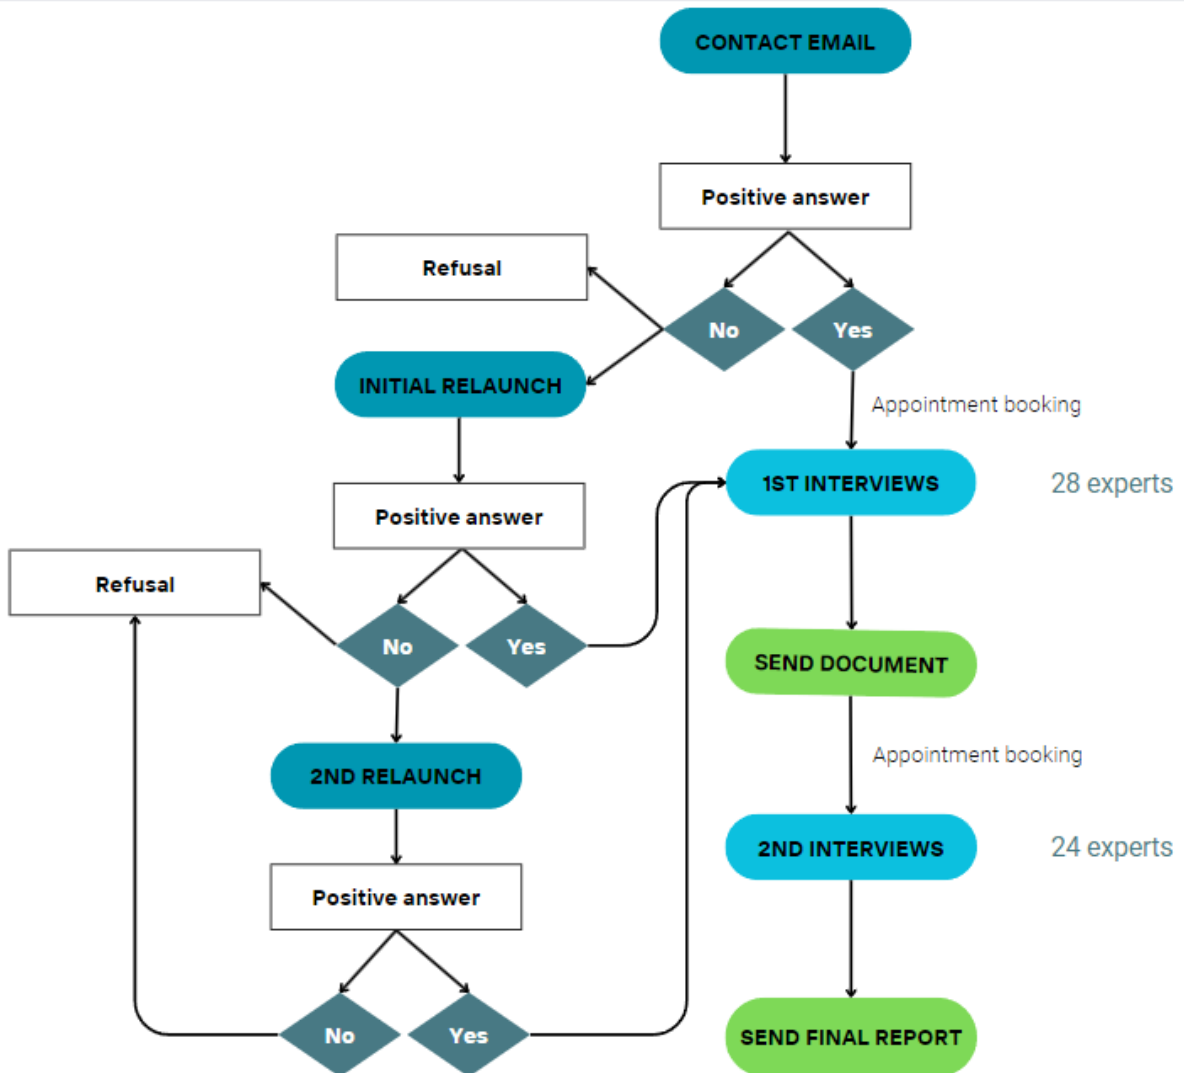 CONTACT EMAIL
Positive answer
Refusal
No
Yes
INITIAL RELAUNCH
Appointment booking
1ST INTERVIEWS
28 experts
Positive answer
Refusal
No
Yes
SEND DOCUMENT
2ND RELAUNCH
Appointment booking
2ND INTERVIEWS
24 experts
Positive answer
No
Yes
SEND FINAL REPORT